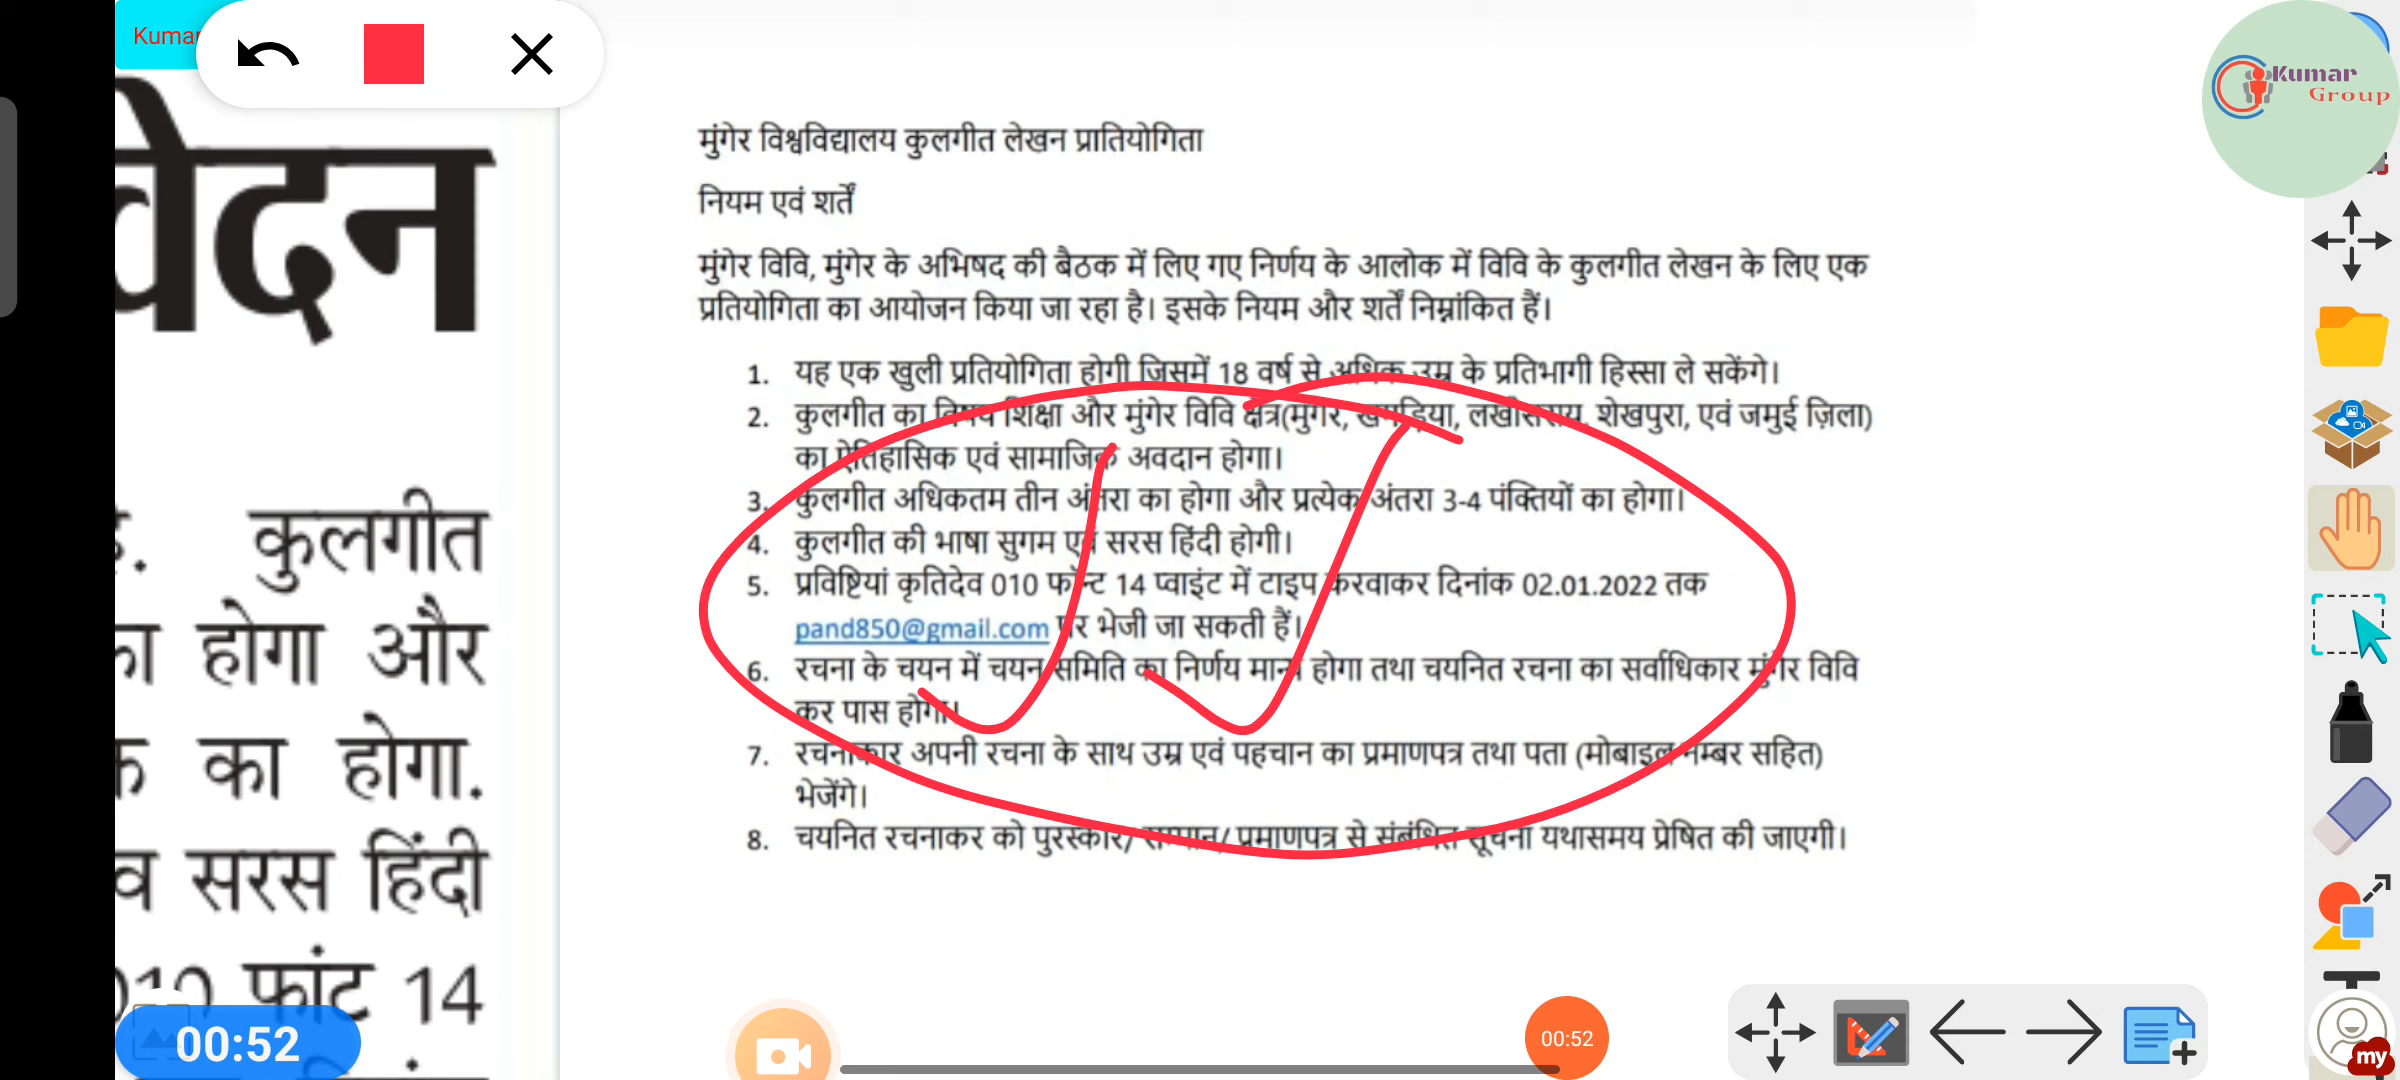 Kumar
Kumar
Group
वेदन
कुलगीत
होगा और
का होगा.
सरस हिंदी
फांट 14
00:52
मुंगेर विश्वविद्यालय कुलगीत लेखन प्रातियोगिता
नियम एवं शर्तें
मुंगेर विवि, मुंगेर के अभिषद की बैठक में लिए गए निर्णय के आलोक में विवि के कुलगीत लेखन के लिए एक
प्रतियोगिता का आयोजन किया जा रहा है। इसके नियम और शर्तें निम्नांकित हैं।
1. यह एक खुली प्रतियोगिता होगी जिसमें 18 वर्ष से अधिक उम्र के प्रतिभागी हिस्सा ले सकेंगे।
2. कुलगीत का विषय शिक्षा और मुंगेर विवि क्षेत्र(मुंगेर, खगड़िया, लखीसराय, शेखपुरा, एवं जमुई ज़िला)
का ऐतिहासिक एवं सामाजिक अवदान होगा।
3. कुलगीत अधिकतम तीन अंतरा का होगा और प्रत्येक अंतरा 3-4 पंक्तियों का होगा।
4. कुलगीत की भाषा सुगम एवं सरस हिंदी होगी।
5. प्रविष्टियां कृतिदेव 010 फॉन्ट 14 प्वाइंट में टाइप करवाकर दिनांक 02.01.2022 तक
pand850@gmail.com पर भेजी जा सकती हैं।
6. रचना के चयन में चयन समिति का निर्णय मान्य होगा तथा चयनित रचना का सर्वाधिकार मुंगेर विवि
कर पास होगा।
7. रचनाकार अपनी रचना के साथ उम्र एवं पहचान का प्रमाणपत्र तथा पता (मोबाइल नम्बर सहित)
भेजेंगे।
8. चयनित रचनाकर को पुरस्कार/ सम्मान/ प्रमाणपत्र से संबंधित सूचना यथासमय प्रेषित की जाएगी।
00:52
my